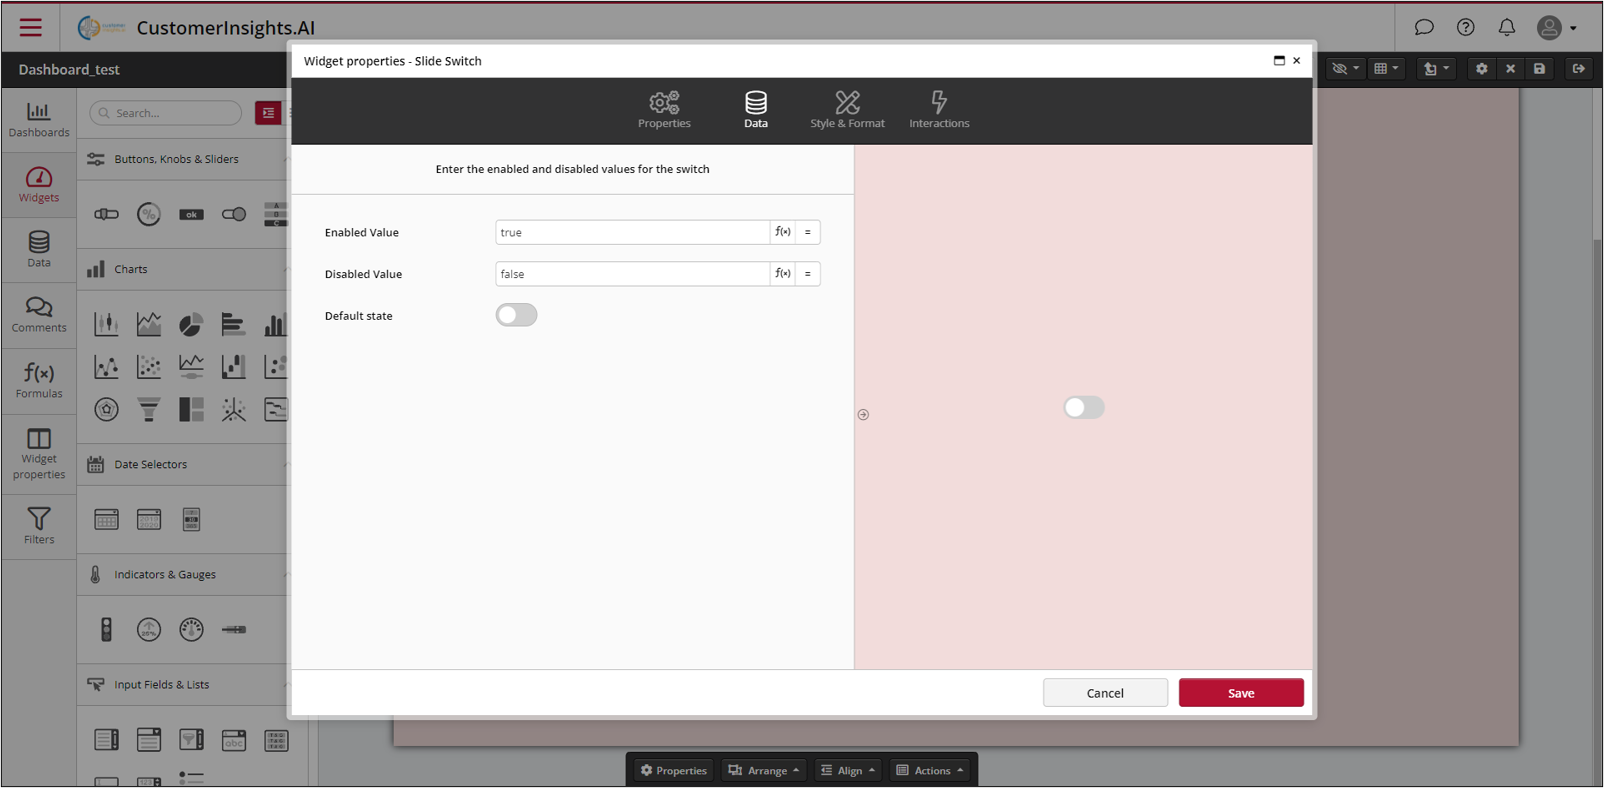 CustomerInsights.AI
Dashboard_test
Widget properties - Slide Switch
Properties
Data
Style & Format
Interactions
Enter the enabled and disabled values for the switch
Enabled Value
true
f(x)
=
Disabled Value
false
f(x)
=
Default state
Cancel
Save
Dashboards
Widgets
Data
Comments
f(x)
Formulas
Widget
properties
Filters
Search...
Buttons, Knobs & Sliders
%
ok
A
B
C
Charts
Date Selectors
Indicators & Gauges
20%
Input Fields & Lists
abc
Properties
Arrange
Align
Actions